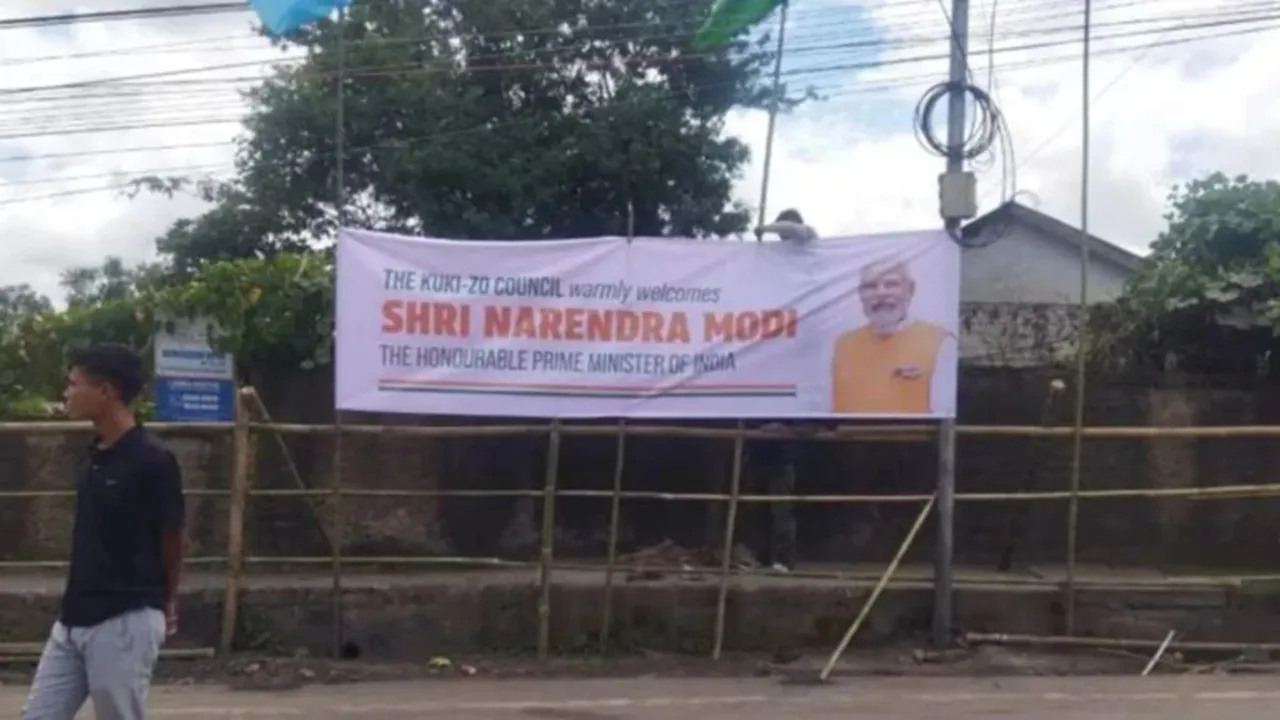 THE KUKI-ZO COUNCIL warmly welcomes
SHRI NARENDRA MODI
THE HONOURABLE PRIME MINISTER OF INDIA